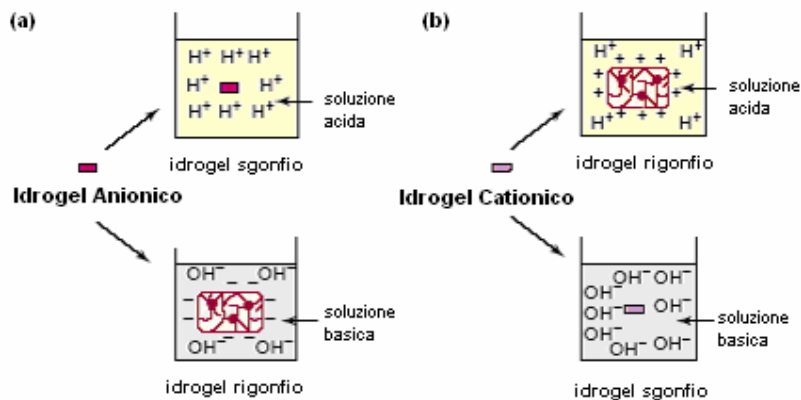 (a)
H⁺ H⁺ H⁺
H⁺ H⁺
H⁺ H⁺ H⁺
soluzione
acida
idrogel sgonfio
Idrogel Anionico
OH⁻ − − OH⁻
− −
− −
− −
OH⁻ OH⁻
soluzione
basica
idrogel rigonfio
(b)
H⁺ H⁺
+ + + +
+ +
+ +
+ + + +
H⁺ H⁺
soluzione
acida
idrogel rigonfio
Idrogel Cationico
OH⁻ OH⁻
OH⁻
OH⁻ OH⁻
OH⁻
OH⁻ OH⁻
soluzione
basica
idrogel sgonfio